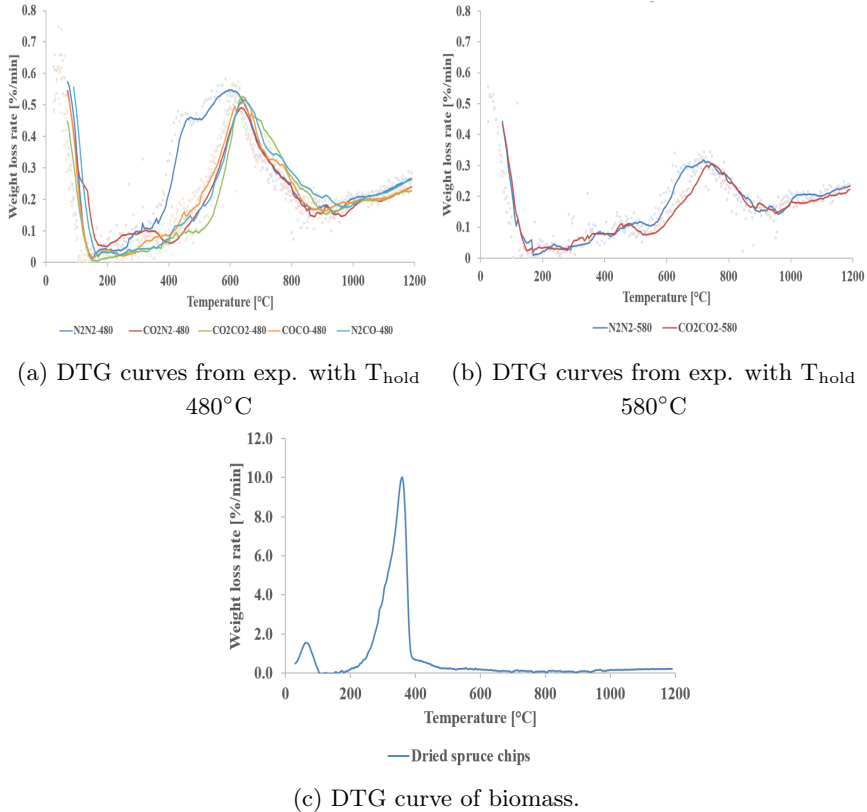 0.8
0.7
0.6
0.5
0.4
0.3
0.2
0.1
0
Weight loss rate [%/min]
0 200 400 600 800 1000 1200
Temperature [°C]
N2N2-480 CO2N2-480 CO2CO2-480 COCO-480 N2CO-480
(a) DTG curves from exp. with T_hold
480°C
0.8
0.7
0.6
0.5
0.4
0.3
0.2
0.1
0
Weight loss rate [%/min]
0 200 400 600 800 1000 1200
Temperature [°C]
N2N2-580 CO2CO2-580
(b) DTG curves from exp. with T_hold
580°C
12.0
10.0
8.0
6.0
4.0
2.0
0.0
Weight loss rate [%/min]
0 200 400 600 800 1000 1200
Temperature [°C]
Dried spruce chips
(c) DTG curve of biomass.